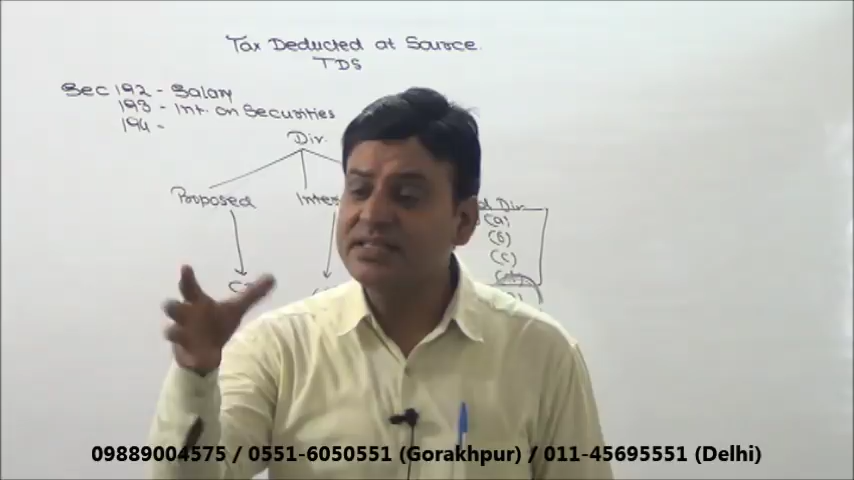 Tax Deducted at Source.
TDS
Sec 192 - Salary
193 - Int. on Securities
194 -
Div.
Proposed
(a)
(b)
(c)
09889004575 / 0551-6050551 (Gorakhpur) / 011-45695551 (Delhi)